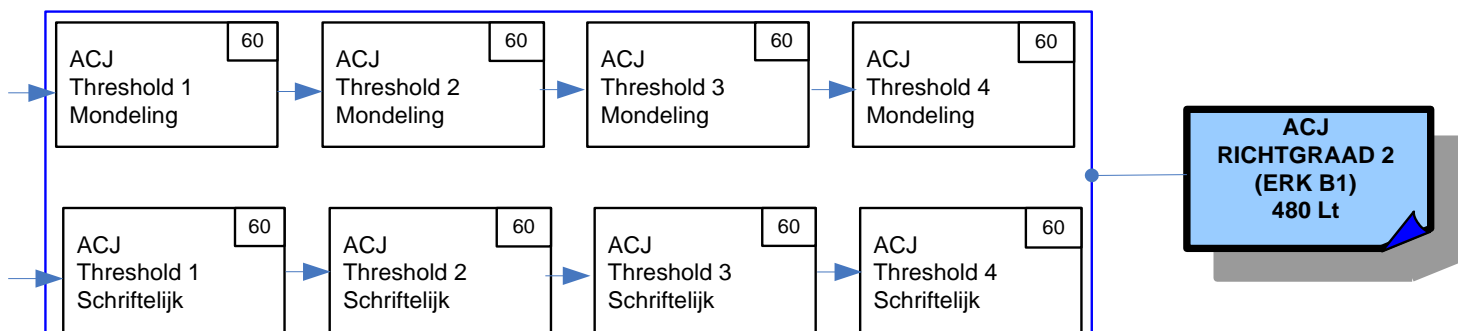 60
ACJ
Threshold 1
Mondeling
60
ACJ
Threshold 2
Mondeling
60
ACJ
Threshold 3
Mondeling
60
ACJ
Threshold 4
Mondeling
ACJ
RICHTGRAAD 2
(ERK B1)
480 Lt
60
ACJ
Threshold 1
Schriftelijk
60
ACJ
Threshold 2
Schriftelijk
60
ACJ
Threshold 3
Schriftelijk
60
ACJ
Threshold 4
Schriftelijk